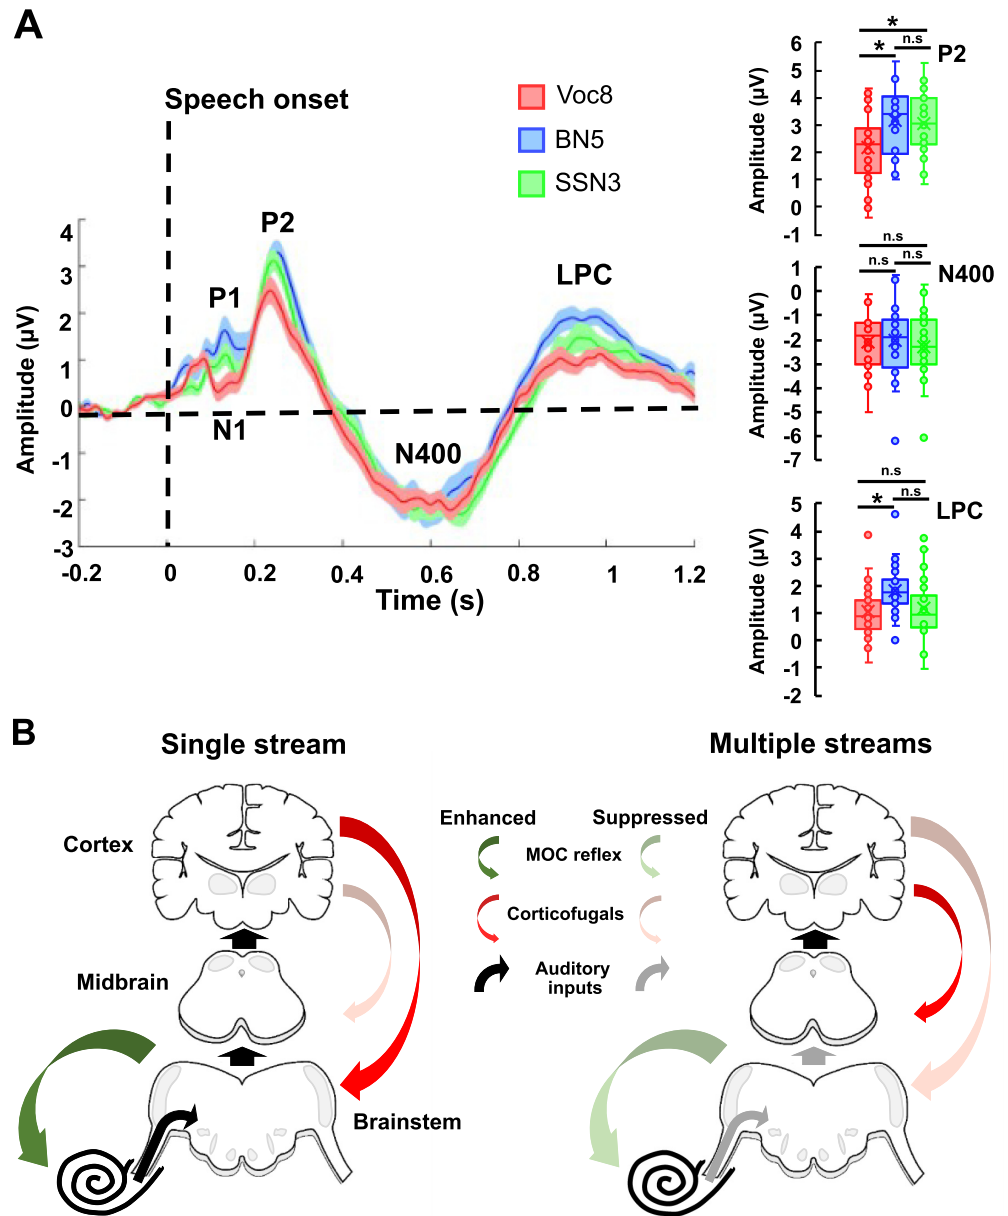 A
Speech onset
Voc8
BN5
SSN3
P1
N1
P2
N400
LPC
Amplitude (µV)
4
3
2
1
0
-1
-2
-3
-0.2
0
0.2
0.4
0.6
0.8
1
1.2
Time (s)
P2
*
*
n.s
Amplitude (µV)
6
5
4
3
2
1
0
-1
N400
n.s
n.s
n.s
Amplitude (µV)
1
0
-1
-2
-3
-4
-5
-6
-7
LPC
n.s
*
n.s
Amplitude (µV)
5
4
3
2
1
0
-1
-2
B
Single stream
Multiple streams
Cortex
Midbrain
Brainstem
Enhanced
Suppressed
MOC reflex
Corticofugals
Auditory
inputs